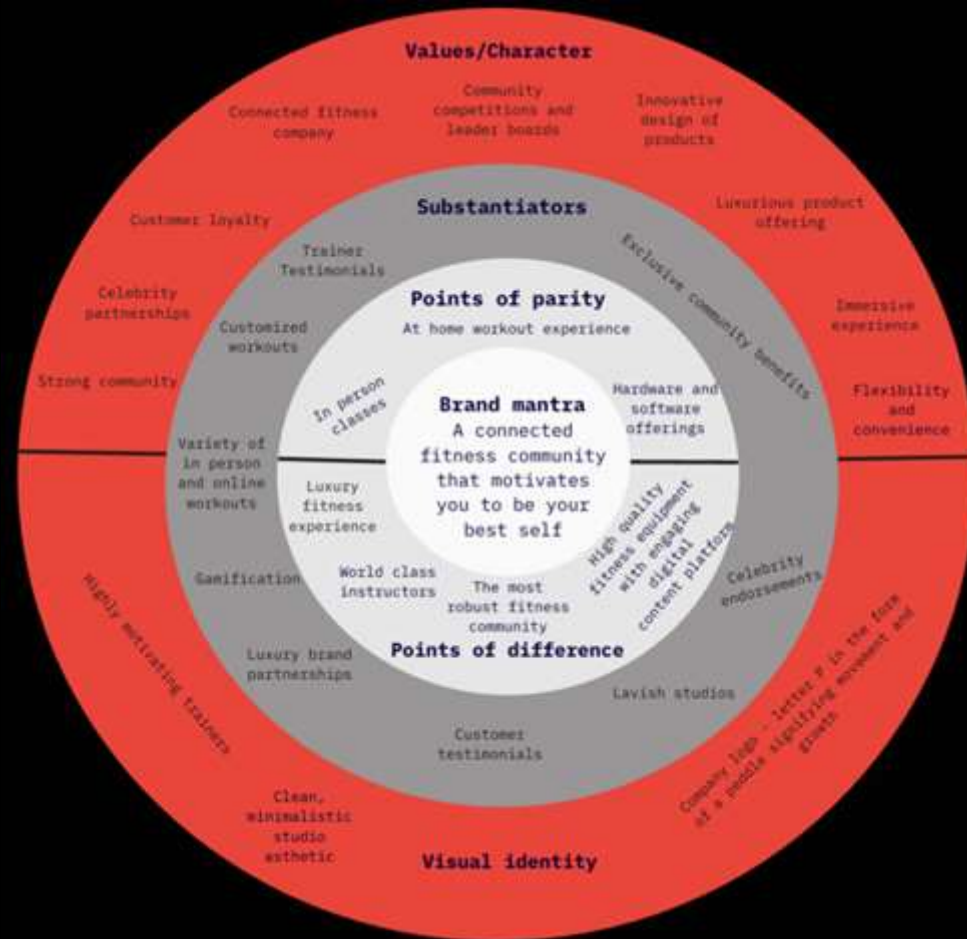 Values/Character
Connected fitness
company
Community
competitions and
leader boards
Innovative
design of
products
Customer loyalty
Luxurious product
offering
Celebrity
partnerships
Immersive
experience
Strong community
Flexibility
and
convenience
Substantiators
Trainer
Testimonials
Exclusive community benefits
Customized
workouts
Variety of
in person
and online
workouts
Gamification
Celebrity
endorsements
Luxury brand
partnerships
Lavish studios
Customer
testimonials
Points of parity
At home workout experience
In person
classes
Hardware and
software
offerings
Brand mantra
A connected
fitness community
that motivates
you to be your
best self
Luxury
fitness
experience
World class
instructors
The most
robust fitness
community
High quality
fitness equipment
with engaging
digital
content platform
Points of difference
Highly motivating trainers
Clean,
minimalistic
studio
asthetic
Company logo - letter P in the form
of a peddle signifying movement and
growth
Visual identity